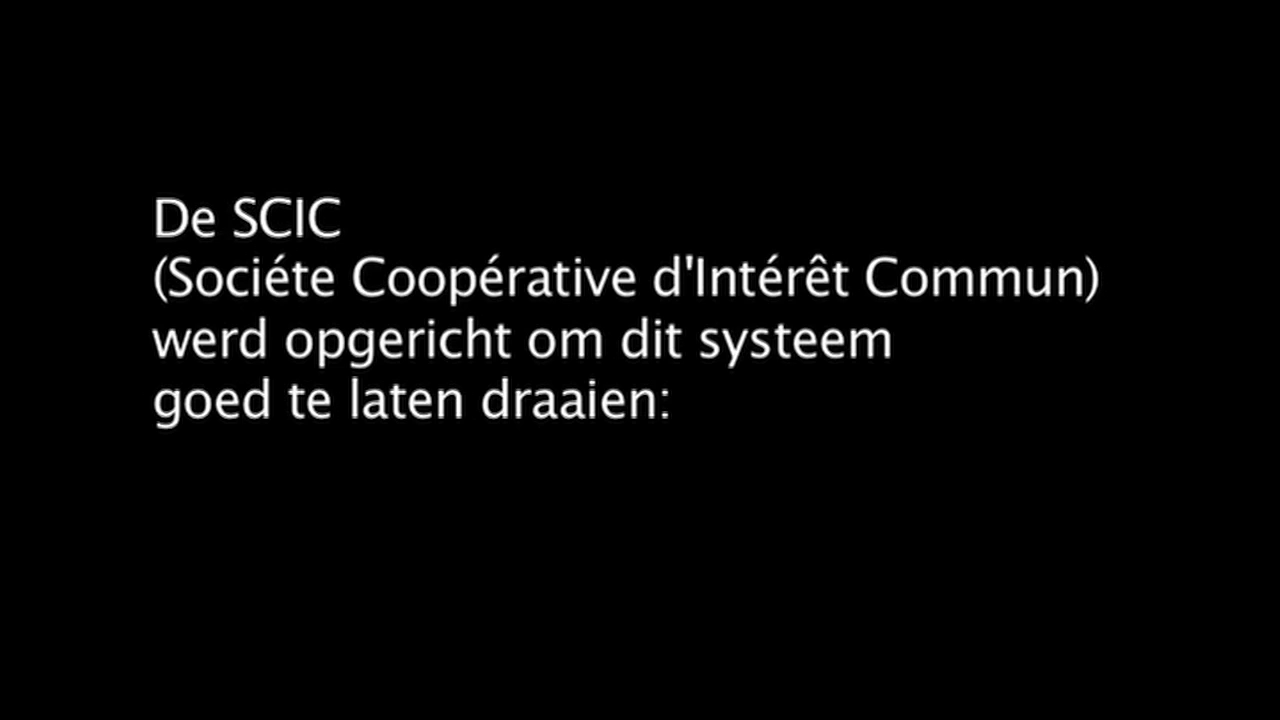 De SCIC
(Sociéte Coopérative d'Intérêt Commun)
werd opgericht om dit systeem
goed te laten draaien: